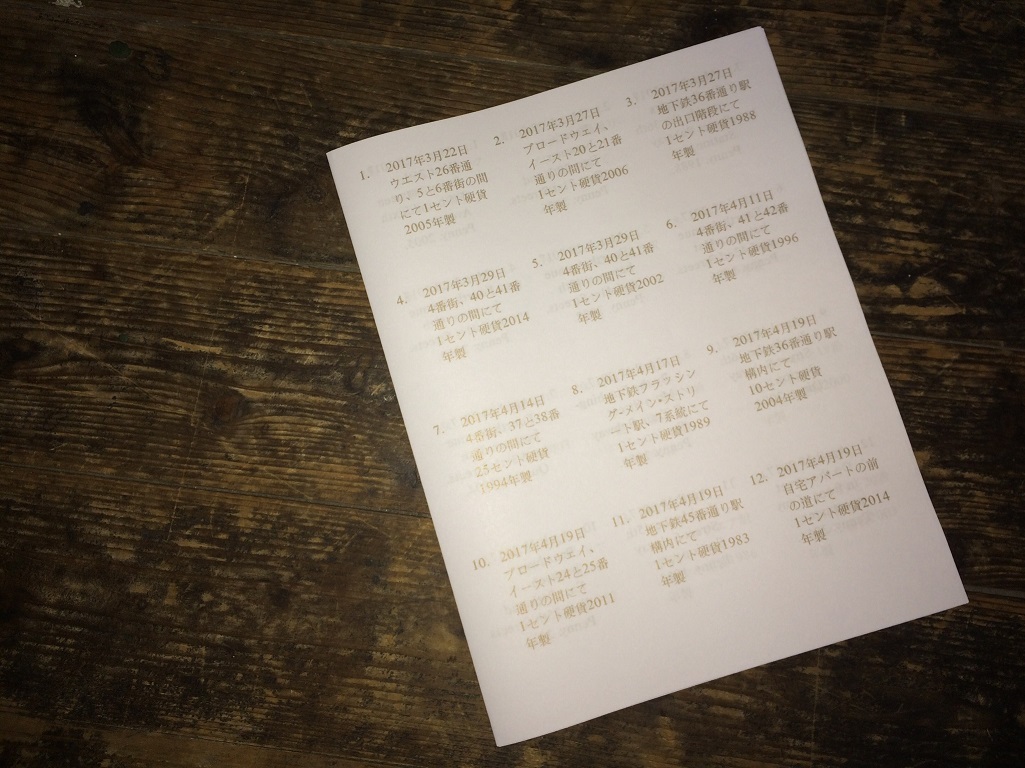 1. 2017年3月22日
ウエスト26番通
り、5と6番街の間
にて1セント硬貨
2005年製
2. 2017年3月27日
ブロードウエイ、
イースト20と21番
通りの間にて
1セント硬貨2006
年製
3. 2017年3月27日
地下鉄36番通り駅
の出口階段にて
1セント硬貨1988
年製
4. 2017年3月29日
4番街、40と41番
通りの間にて
1セント硬貨2014
年製
5. 2017年3月29日
4番街、40と41番
通りの間にて
1セント硬貨2002
年製
6. 2017年4月11日
4番街、41と42番
通りの間にて
1セント硬貨1996
年製
7. 2017年4月14日
4番街、37と38番
通りの間にて
25セント硬貨
1994年製
8. 2017年4月17日
地下鉄フラッシン
グ-メイン・ストリ
ート駅、7系統にて
1セント硬貨1989
年製
9. 2017年4月19日
地下鉄36番通り駅
構内にて
10セント硬貨
2004年製
10. 2017年4月19日
ブロードウエイ、
イースト24と25番
通りの間にて
1セント硬貨2011
年製
11. 2017年4月19日
地下鉄45番通り駅
構内にて
1セント硬貨1983
年製
12. 2017年4月19日
自宅アパートの前
の道にて
1セント硬貨2014
年製